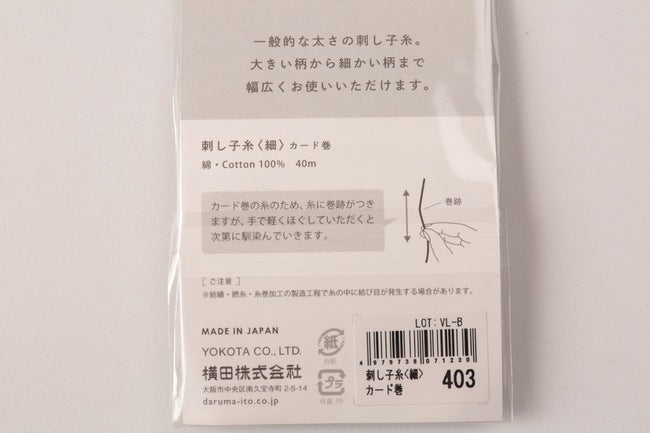 一般的な太さの刺し子糸。
大きい柄から細かい柄まで
幅広くお使いいただけます。
刺し子糸〈細〉カード巻
綿・Cotton 100% 40m
カード巻の糸のため、糸に巻跡がつき
ますが、手で軽くほぐしていただくと
次第に馴染んでいきます。
巻跡
［ご注意］
※結績・撚糸・糸巻加工の製造工程で糸の中に結び目が発生する場合があります。
MADE IN JAPAN
YOKOTA CO., LTD.
横田株式会社
大阪市中央区南久宝寺町2-5-14
daruma-ito.co.jp
紙
台紙
プラ
外装:PP
LOT:VL-B
4 979738 071230
刺し子糸<細>
カード巻
403